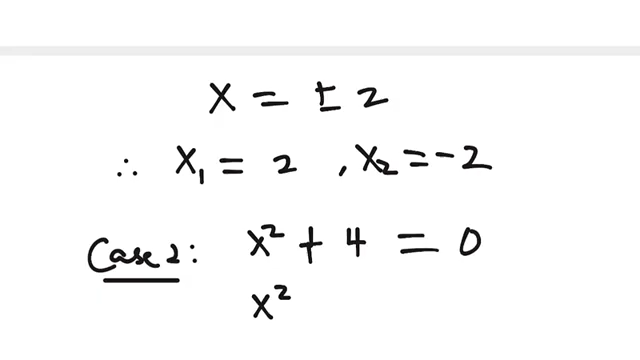 x = ± 2
∴ x₁ = 2 , x₂ = -2
Case 2: x² + 4 = 0
x²